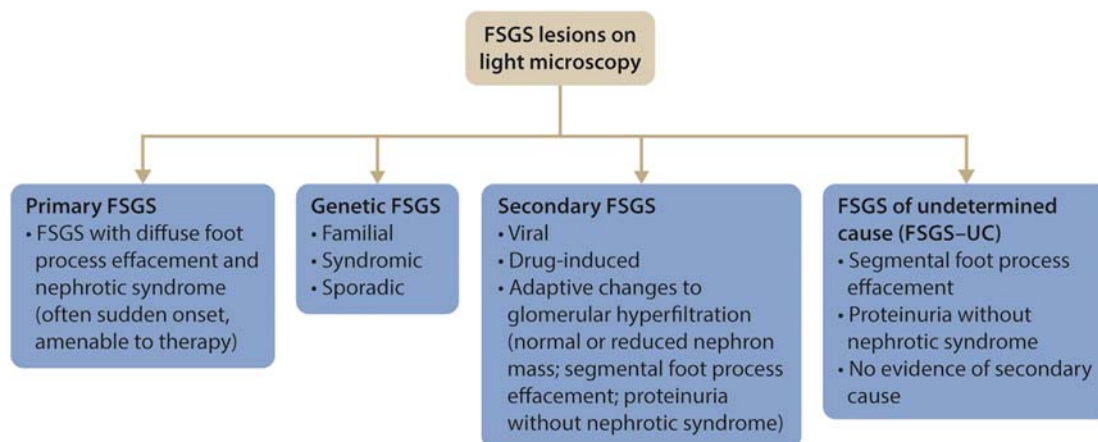 FSGS lesions on
light microscopy
Primary FSGS
• FSGS with diffuse foot
process effacement and
nephrotic syndrome
(often sudden onset,
amenable to therapy)
Genetic FSGS
• Familial
• Syndromic
• Sporadic
Secondary FSGS
• Viral
• Drug-induced
• Adaptive changes to
glomerular hyperfiltration
(normal or reduced nephron
mass; segmental foot process
effacement; proteinuria
without nephrotic syndrome)
FSGS of undetermined
cause (FSGS–UC)
• Segmental foot process
effacement
• Proteinuria without
nephrotic syndrome
• No evidence of secondary
cause